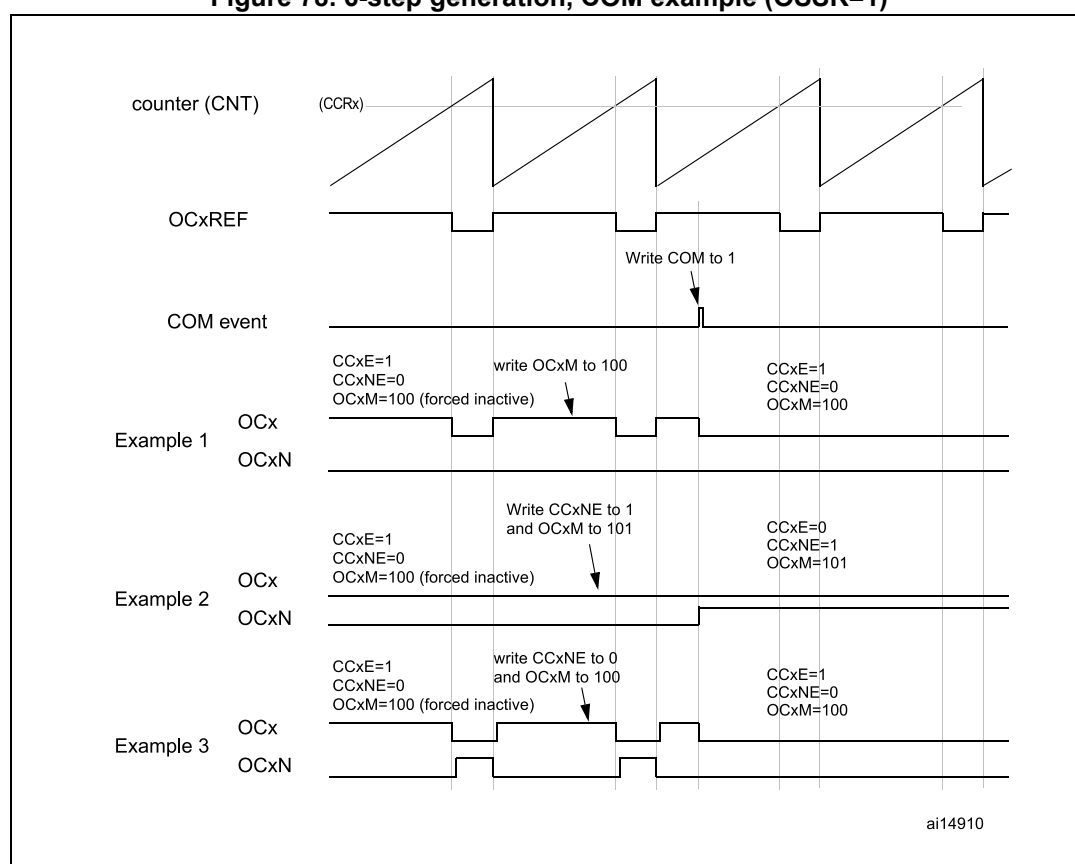 Figure 78. 6-step generation, COM example (OSSR=1)
counter (CNT)
(CCRx)
OCxREF
Write COM to 1
COM event
CCxE=1
CCxNE=0
OCxM=100 (forced inactive)
write OCxM to 100
CCxE=1
CCxNE=0
OCxM=100
OCx
Example 1
OCxN
Write CCxNE to 1
and OCxM to 101
CCxE=1
CCxNE=0
OCxM=100 (forced inactive)
CCxE=0
CCxNE=1
OCxM=101
OCx
Example 2
OCxN
write CCxNE to 0
and OCxM to 100
CCxE=1
CCxNE=0
OCxM=100 (forced inactive)
CCxE=1
CCxNE=0
OCxM=100
OCx
Example 3
OCxN
ai14910